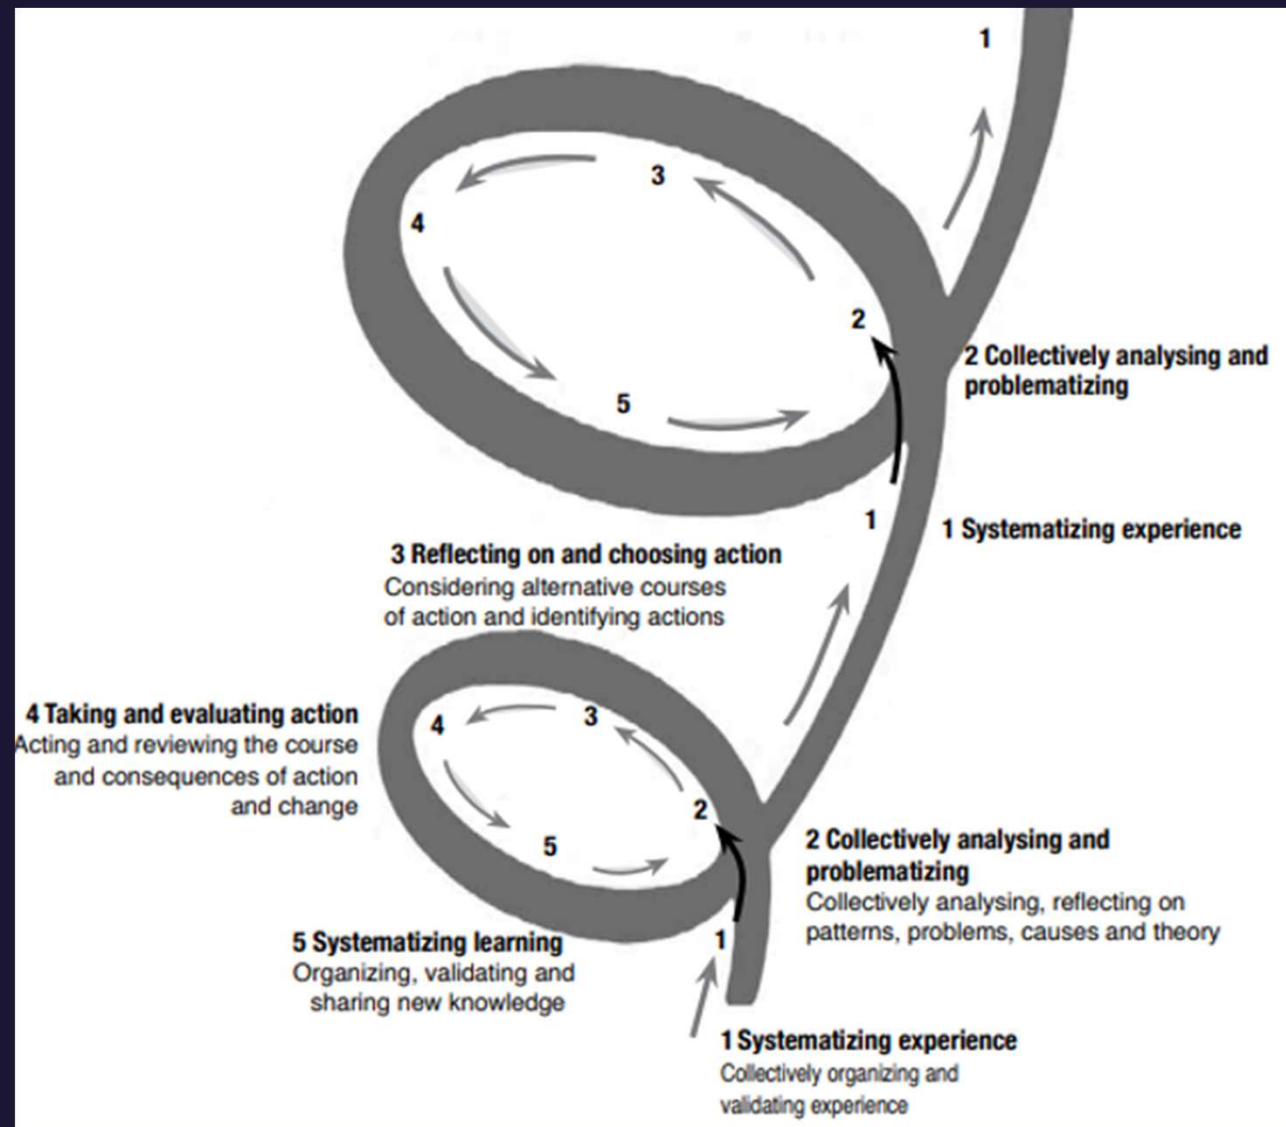 1
3
4
2
5
2 Collectively analysing and
problematizing
1
1 Systematizing experience
3 Reflecting on and choosing action
Considering alternative courses
of action and identifying actions
4 Taking and evaluating action
Acting and reviewing the course
and consequences of action
and change
4
3
2
5
2 Collectively analysing and
problematizing
Collectively analysing, reflecting on
patterns, problems, causes and theory
5 Systematizing learning
Organizing, validating and
sharing new knowledge
1
1 Systematizing experience
Collectively organizing and
validating experience